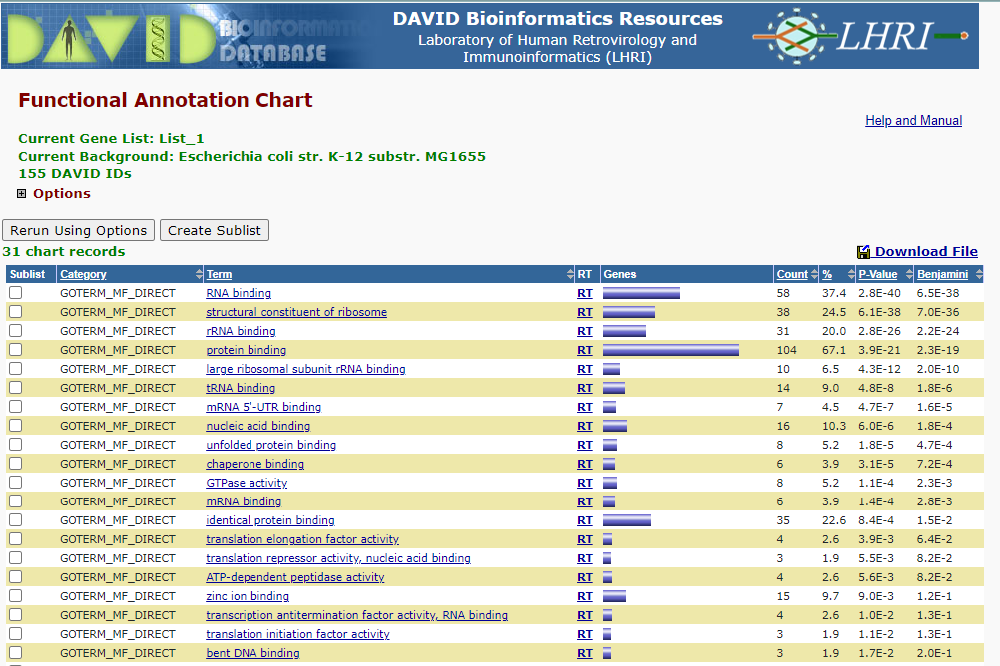 DAVID BIOINFORMATICS DATABASE
DAVID Bioinformatics Resources
Laboratory of Human Retrovirology and
Immunoinformatics (LHRI)
LHRI
Functional Annotation Chart
Help and Manual
Current Gene List: List_1
Current Background: Escherichia coli str. K-12 substr. MG1655
155 DAVID IDs
Options
Rerun Using Options Create Sublist
31 chart records Download File
Sublist Category Term RT Genes Count % P-Value Benjamini
GOTERM_MF_DIRECT RNA binding RT 58 37.4 2.8E-40 6.5E-38
GOTERM_MF_DIRECT structural constituent of ribosome RT 38 24.5 6.1E-38 7.0E-36
GOTERM_MF_DIRECT rRNA binding RT 31 20.0 2.8E-26 2.2E-24
GOTERM_MF_DIRECT protein binding RT 104 67.1 3.9E-21 2.3E-19
GOTERM_MF_DIRECT large ribosomal subunit rRNA binding RT 10 6.5 4.3E-12 2.0E-10
GOTERM_MF_DIRECT tRNA binding RT 14 9.0 4.8E-8 1.8E-6
GOTERM_MF_DIRECT mRNA 5'-UTR binding RT 7 4.5 4.7E-7 1.6E-5
GOTERM_MF_DIRECT nucleic acid binding RT 16 10.3 6.0E-6 1.8E-4
GOTERM_MF_DIRECT unfolded protein binding RT 8 5.2 1.8E-5 4.7E-4
GOTERM_MF_DIRECT chaperone binding RT 6 3.9 3.1E-5 7.2E-4
GOTERM_MF_DIRECT GTPase activity RT 8 5.2 1.1E-4 2.3E-3
GOTERM_MF_DIRECT mRNA binding RT 6 3.9 1.4E-4 2.8E-3
GOTERM_MF_DIRECT identical protein binding RT 35 22.6 8.4E-4 1.5E-2
GOTERM_MF_DIRECT translation elongation factor activity RT 4 2.6 3.9E-3 6.4E-2
GOTERM_MF_DIRECT translation repressor activity, nucleic acid binding RT 3 1.9 5.5E-3 8.2E-2
GOTERM_MF_DIRECT ATP-dependent peptidase activity RT 4 2.6 5.6E-3 8.2E-2
GOTERM_MF_DIRECT zinc ion binding RT 15 9.7 9.0E-3 1.2E-1
GOTERM_MF_DIRECT transcription antitermination factor activity, RNA binding RT 4 2.6 1.0E-2 1.3E-1
GOTERM_MF_DIRECT translation initiation factor activity RT 3 1.9 1.1E-2 1.3E-1
GOTERM_MF_DIRECT bent DNA binding RT 3 1.9 1.7E-2 2.0E-1